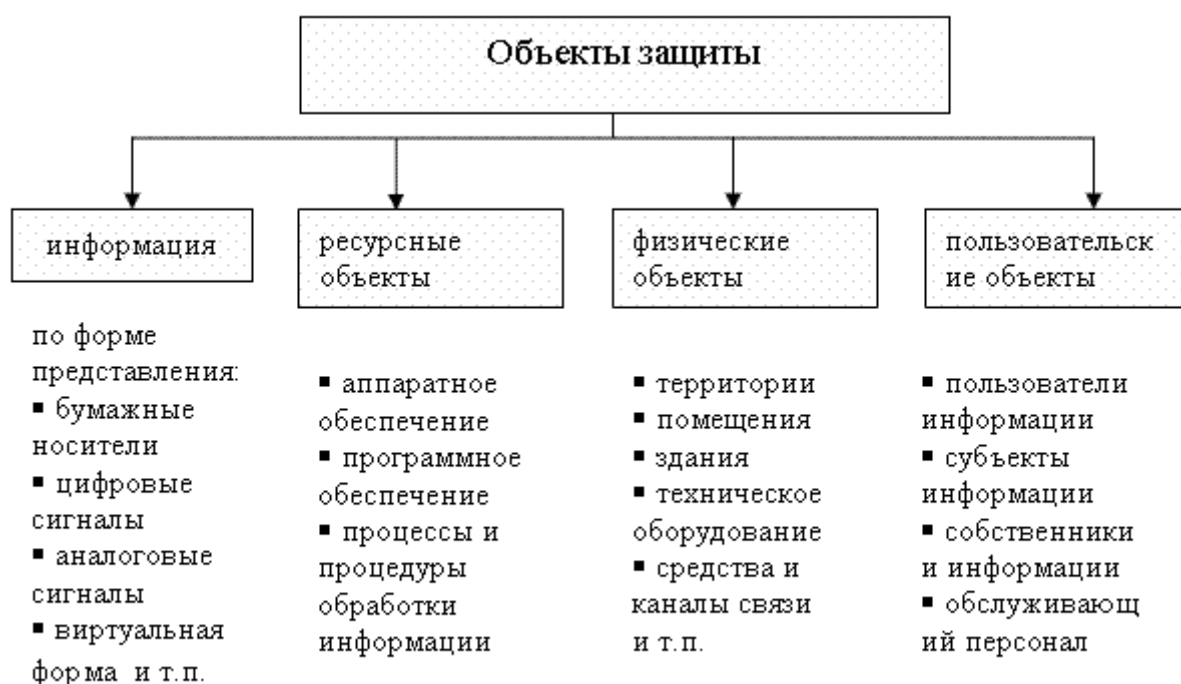 Объекты защиты
информация
ресурсные
объекты
физические
объекты
пользовательск
ие объекты
по форме
представления:
▪ бумажные
носители
▪ цифровые
сигналы
▪ аналоговые
сигналы
▪ виртуальная
форма и т.п.
▪ аппаратное
обеспечение
▪ программное
обеспечение
▪ процессы и
процедуры
обработки
информации
▪ территории
▪ помещения
▪ здания
▪ техническое
оборудование
▪ средства и
каналы связи
и т.п.
▪ пользователи
информации
▪ субъекты
информации
▪ собственники
и информации
▪ обслуживающ
ий персонал